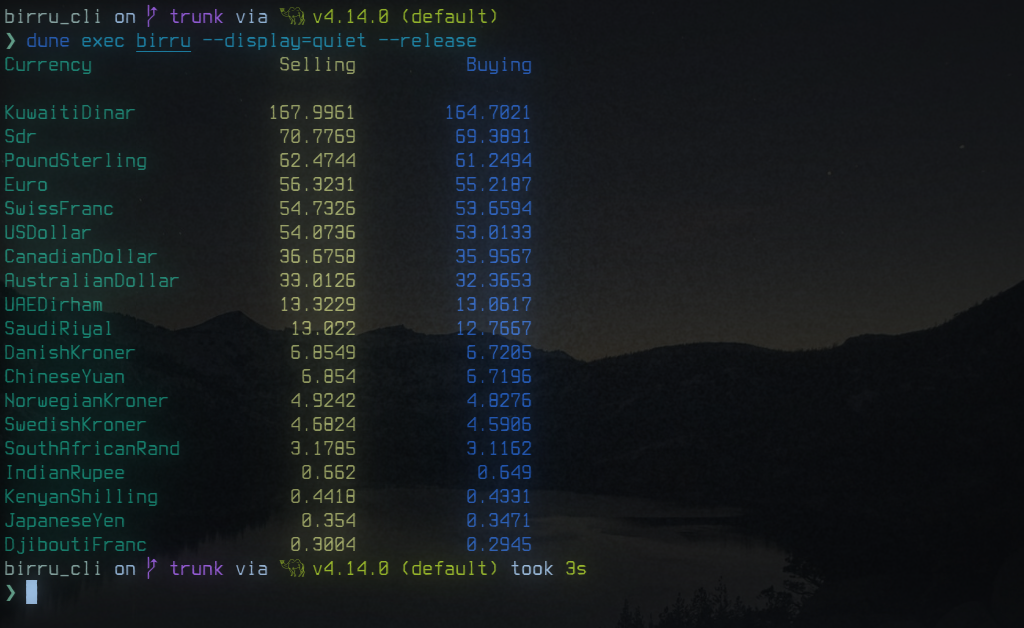 birru_cli on trunk via 🐫 v4.14.0 (default)
❯ dune exec birru --display=quiet --release
Currency Selling Buying
KuwaitiDinar 167.9961 164.7021
Sdr 70.7769 69.3891
PoundSterling 62.4744 61.2494
Euro 56.3231 55.2187
SwissFranc 54.7326 53.6594
USDollar 54.0736 53.0133
CanadianDollar 36.6758 35.9567
AustralianDollar 33.0126 32.3653
UAEDirham 13.3229 13.0617
SaudiRiyal 13.022 12.7667
DanishKroner 6.8549 6.7205
ChineseYuan 6.854 6.7196
NorwegianKroner 4.9242 4.8276
SwedishKroner 4.6824 4.5906
SouthAfricanRand 3.1785 3.1162
IndianRupee 0.662 0.649
KenyanShilling 0.4418 0.4331
JapaneseYen 0.354 0.3471
DjiboutiFranc 0.3004 0.2945
birru_cli on trunk via 🐫 v4.14.0 (default) took 3s
❯